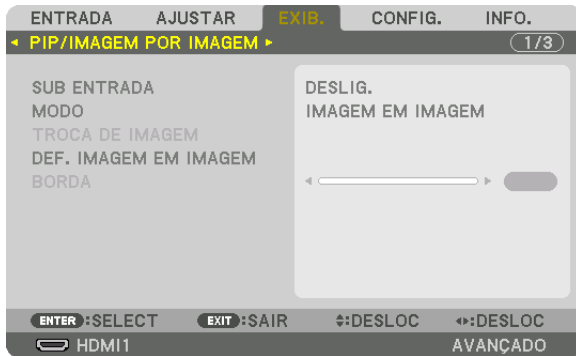 ENTRADA AJUSTAR EXIB. CONFIG. INFO.
PIP/IMAGEM POR IMAGEM 1/3
SUB ENTRADA DESLIG.
MODO IMAGEM EM IMAGEM
TROCA DE IMAGEM
DEF. IMAGEM EM IMAGEM
BORDA
ENTER :SELECT EXIT :SAIR :DESLOC :DESLOC
HDMI1 AVANÇADO